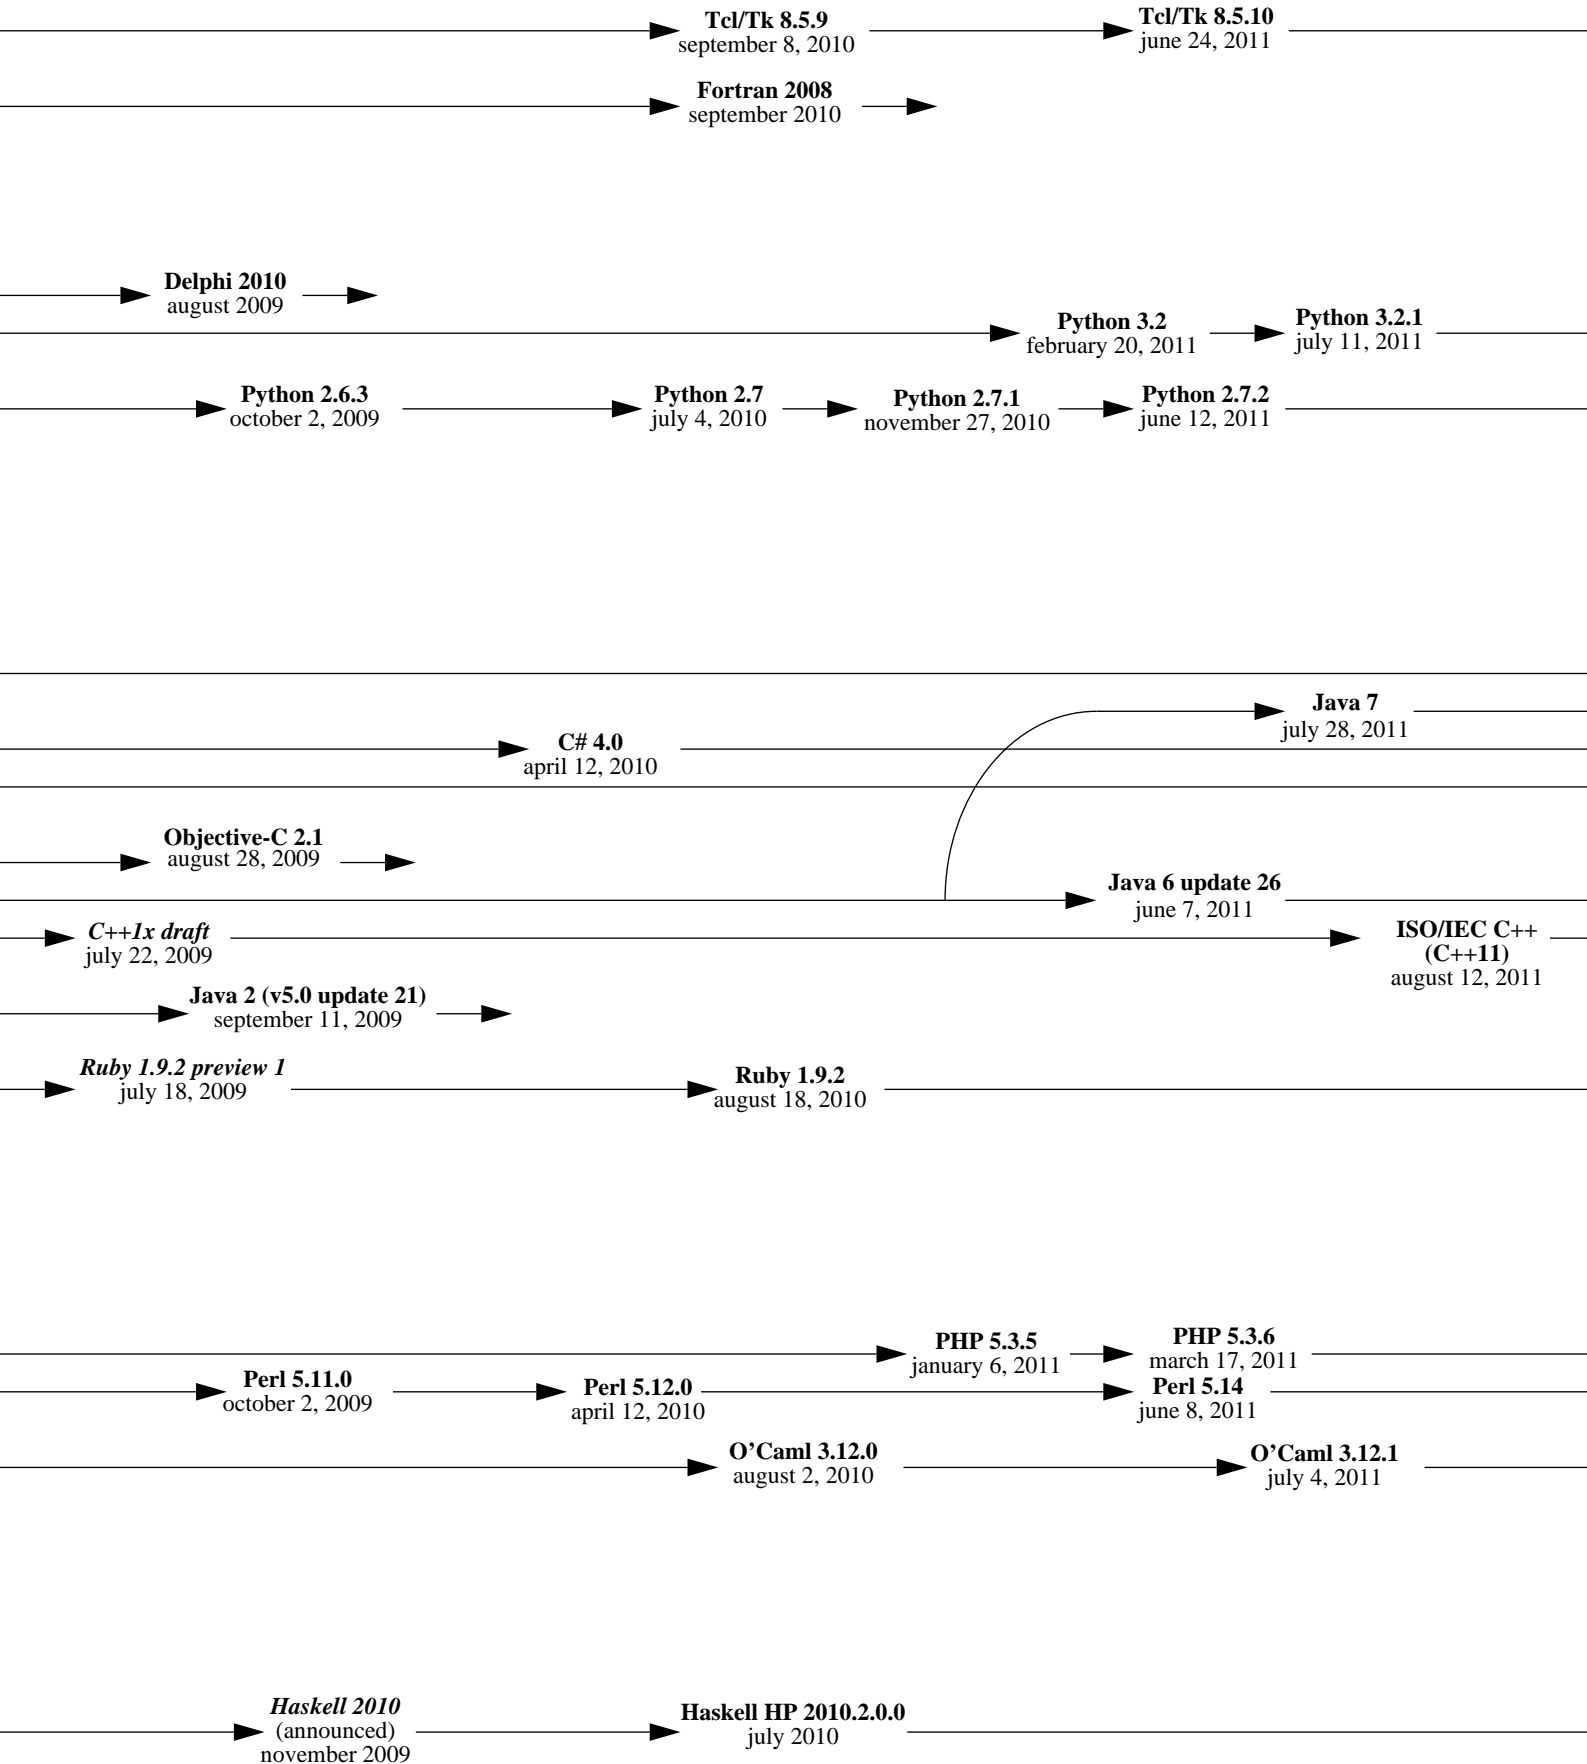 Tcl/Tk 8.5.9
september 8, 2010
Tcl/Tk 8.5.10
june 24, 2011
Fortran 2008
september 2010
Delphi 2010
august 2009
Python 3.2
february 20, 2011
Python 3.2.1
july 11, 2011
Python 2.6.3
october 2, 2009
Python 2.7
july 4, 2010
Python 2.7.1
november 27, 2010
Python 2.7.2
june 12, 2011
Java 7
july 28, 2011
C# 4.0
april 12, 2010
Objective-C 2.1
august 28, 2009
Java 6 update 26
june 7, 2011
C++1x draft
july 22, 2009
ISO/IEC C++
(C++11)
august 12, 2011
Java 2 (v5.0 update 21)
september 11, 2009
Ruby 1.9.2 preview 1
july 18, 2009
Ruby 1.9.2
august 18, 2010
PHP 5.3.5
january 6, 2011
PHP 5.3.6
march 17, 2011
Perl 5.11.0
october 2, 2009
Perl 5.12.0
april 12, 2010
Perl 5.14
june 8, 2011
O’Caml 3.12.0
august 2, 2010
O’Caml 3.12.1
july 4, 2011
Haskell 2010
(announced)
november 2009
Haskell HP 2010.2.0.0
july 2010